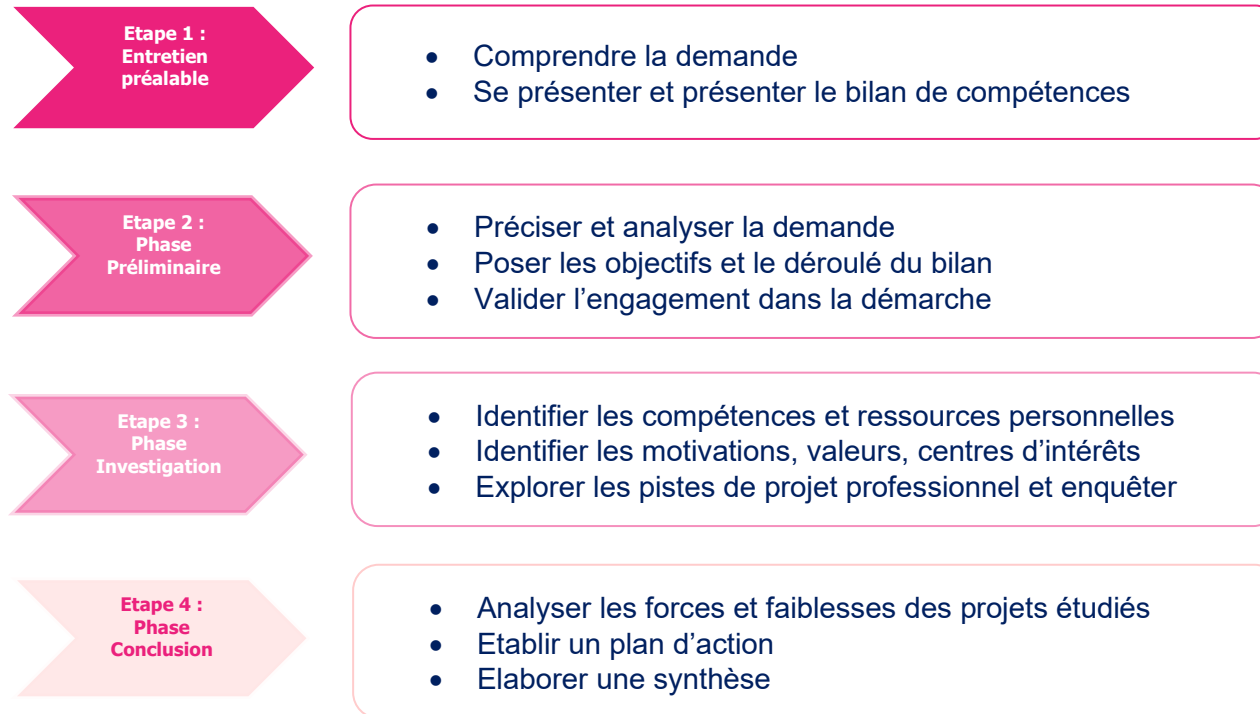 Etape 1 :
Entretien
préalable
• Comprendre la demande
• Se présenter et présenter le bilan de compétences
Etape 2 :
Phase
Préliminaire
• Préciser et analyser la demande
• Poser les objectifs et le déroulé du bilan
• Valider l’engagement dans la démarche
Etape 3 :
Phase
Investigation
• Identifier les compétences et ressources personnelles
• Identifier les motivations, valeurs, centres d’intérêts
• Explorer les pistes de projet professionnel et enquêter
Etape 4 :
Phase
Conclusion
• Analyser les forces et faiblesses des projets étudiés
• Etablir un plan d’action
• Elaborer une synthèse